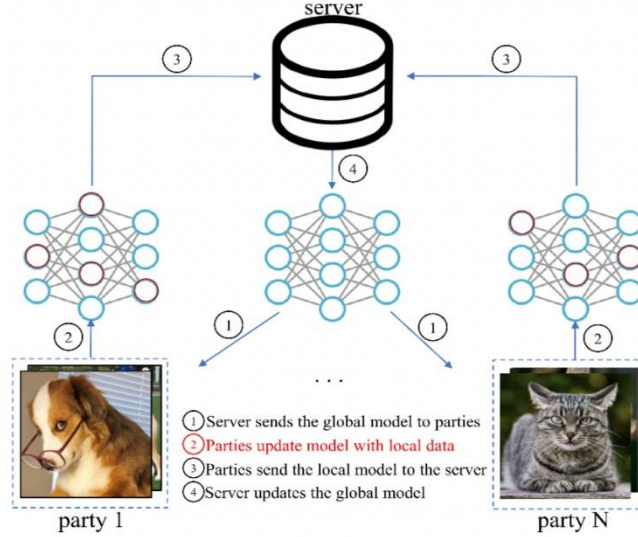 server
③
③
④
②
①
①
②
. . .
① Server sends the global model to parties
② Parties update model with local data
③ Parties send the local model to the server
④ Server updates the global model
party 1
party N